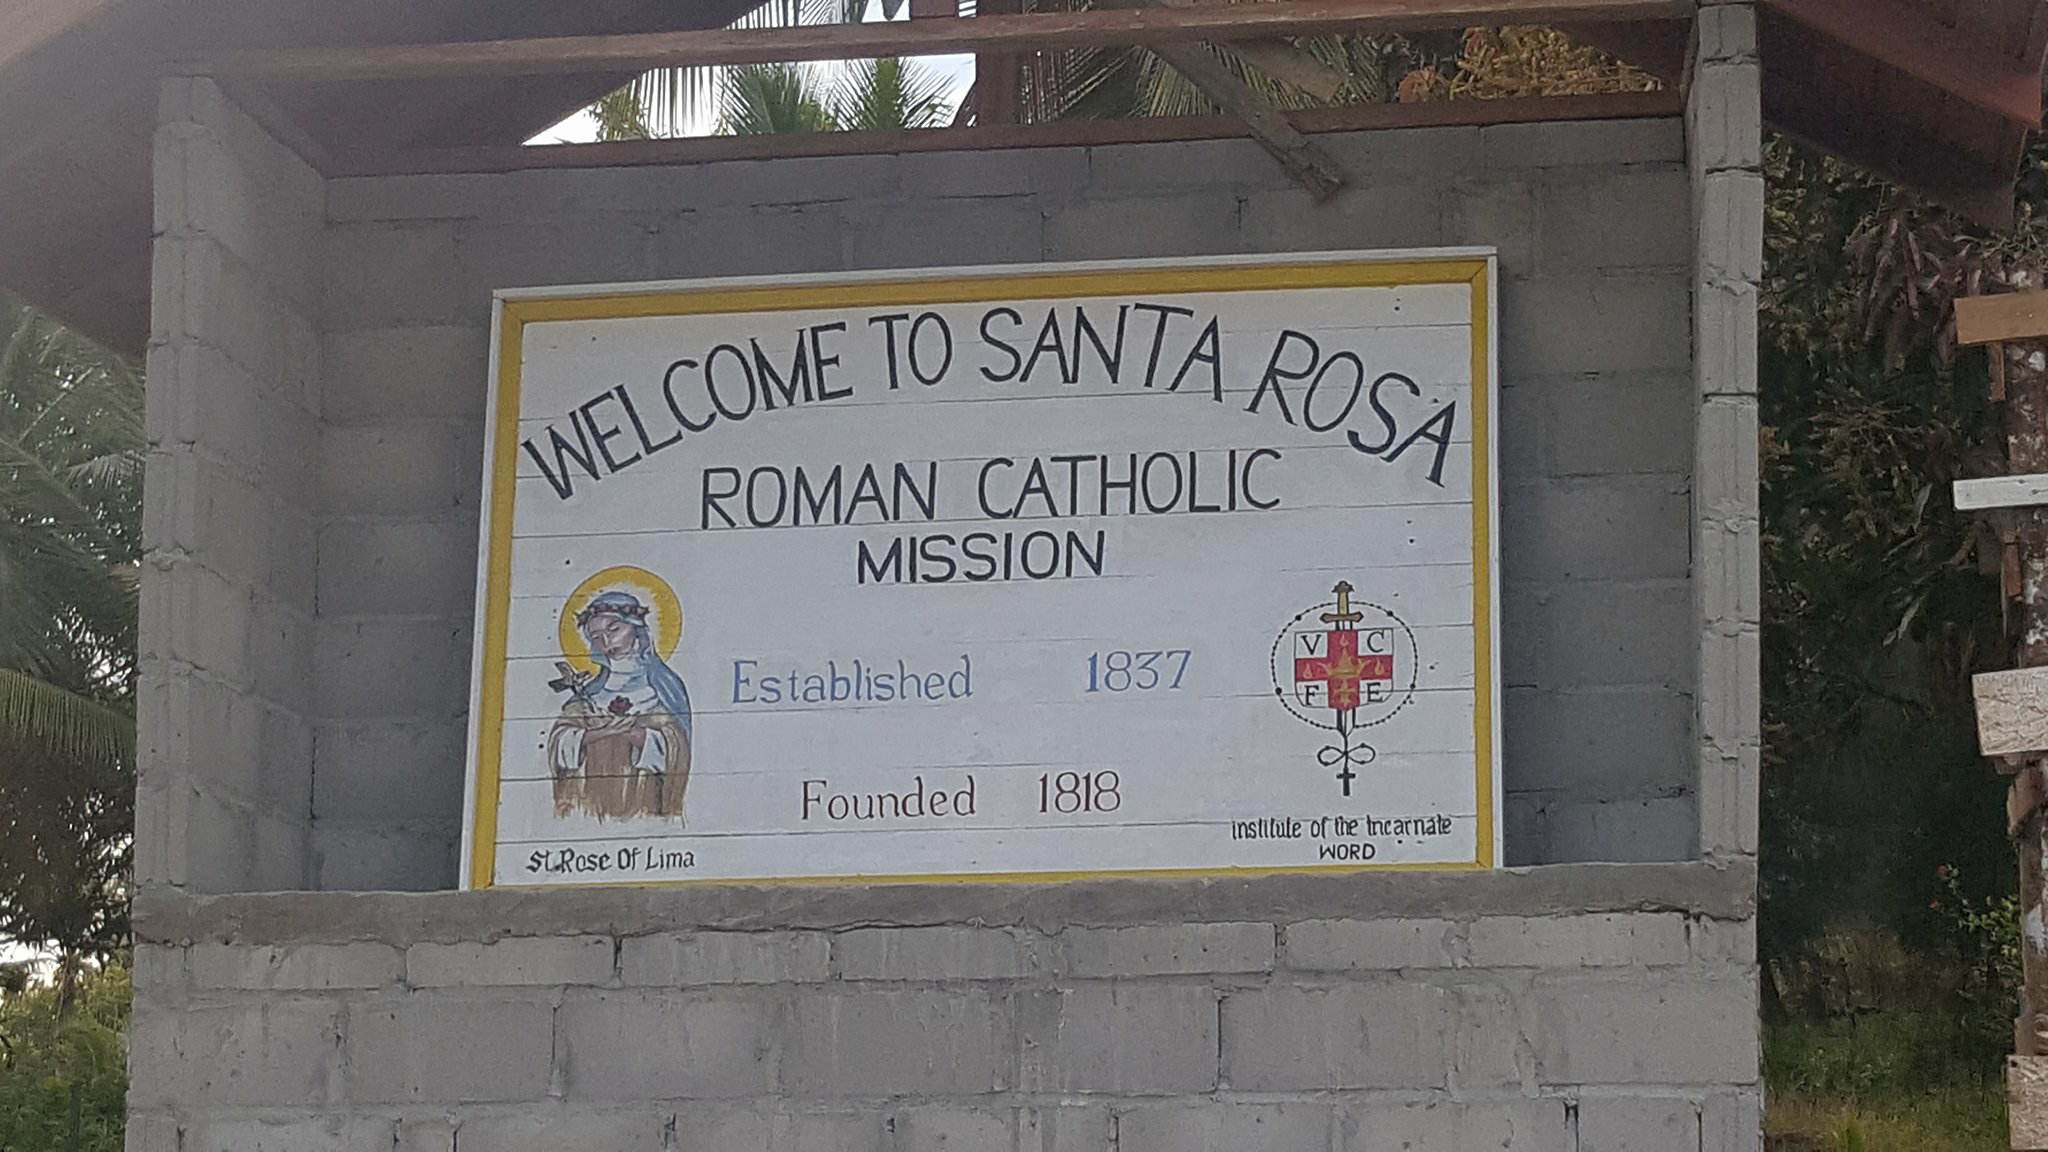 WELCOME TO SANTA ROSA
ROMAN CATHOLIC
MISSION
Established 1837
Founded 1818
St. Rose Of Lima
V C
F E
institute of the Incarnate
WORD